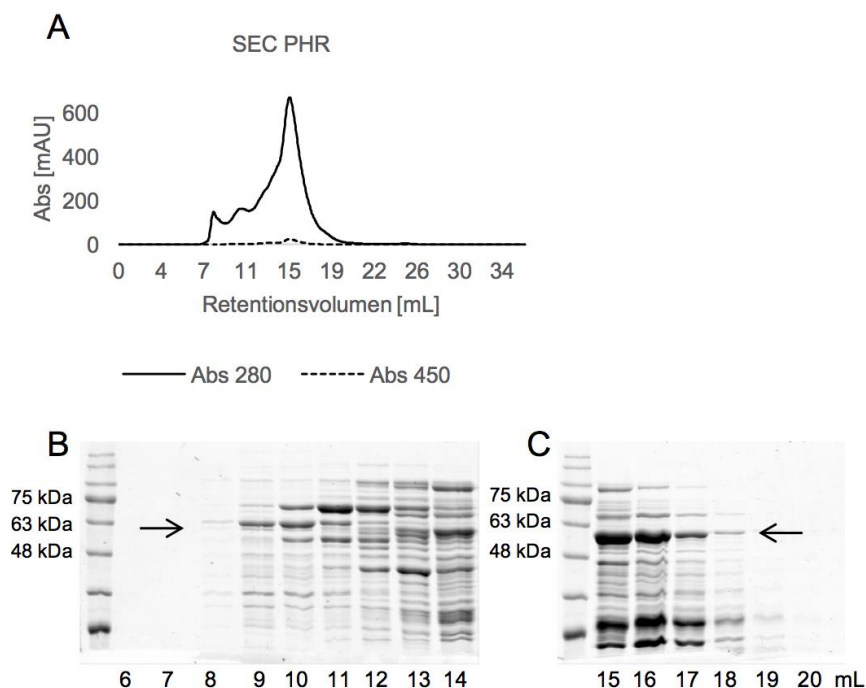 A
SEC PHR
Abs [mAU]
600
400
200
0
0 4 7 11 15 19 22 26 30 34
Retentionsvolumen [mL]
Abs 280 Abs 450
B
75 kDa
63 kDa
48 kDa
6 7 8 9 10 11 12 13 14
C
75 kDa
63 kDa
48 kDa
15 16 17 18 19 20 mL